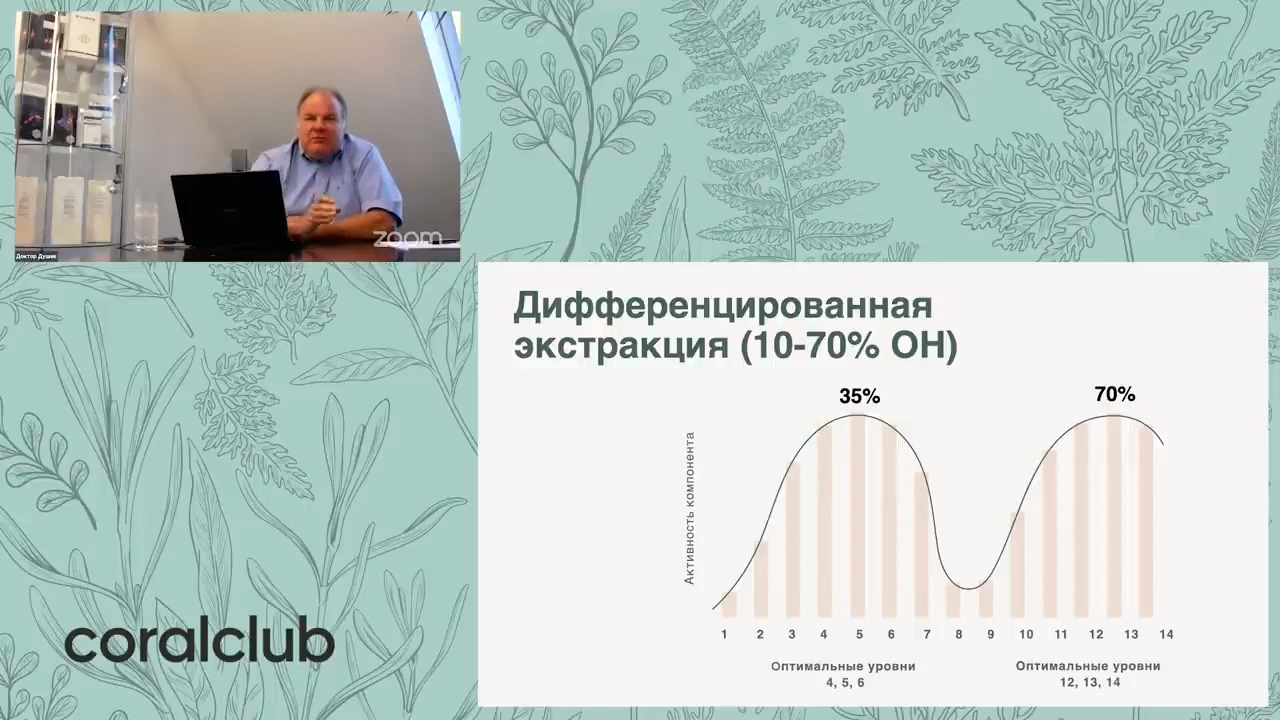 zoom
Доктор Душик
Дифференцированная
экстракция (10-70% ОН)
35%
70%
Активность компонента
1 2 3 4 5 6 7 8 9 10 11 12 13 14
Оптимальные уровни
4, 5, 6
Оптимальные уровни
12, 13, 14
coralclub